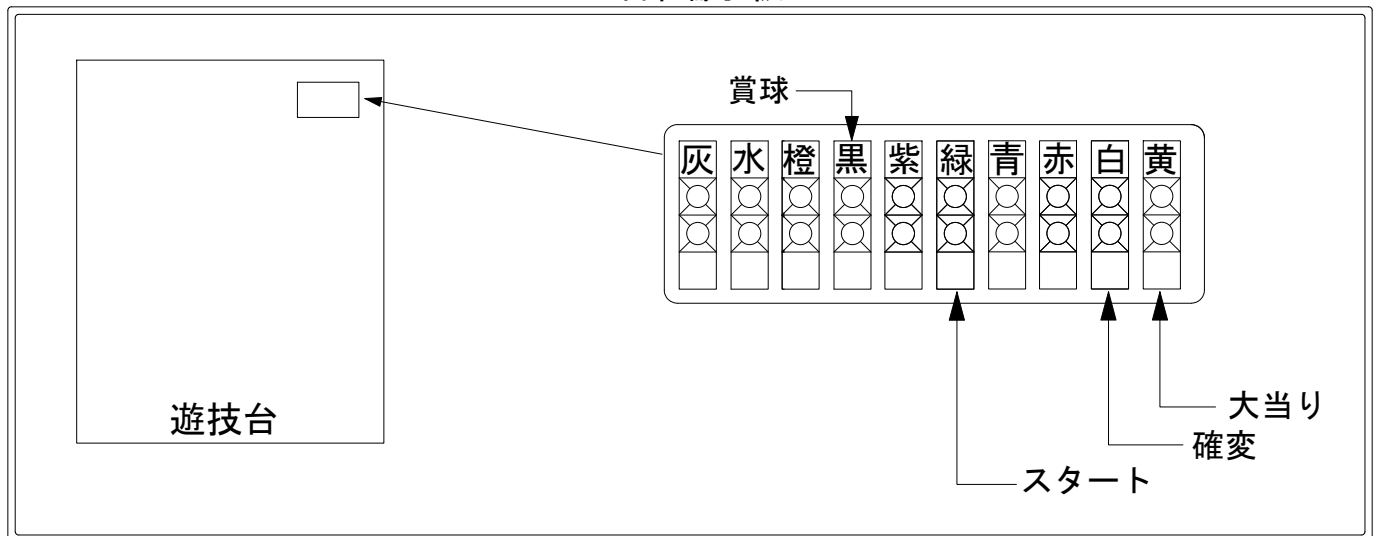 賞球
灰 水 橙 黒 紫 緑 青 赤 白 黄
遊技台
大当り
確変
スタート